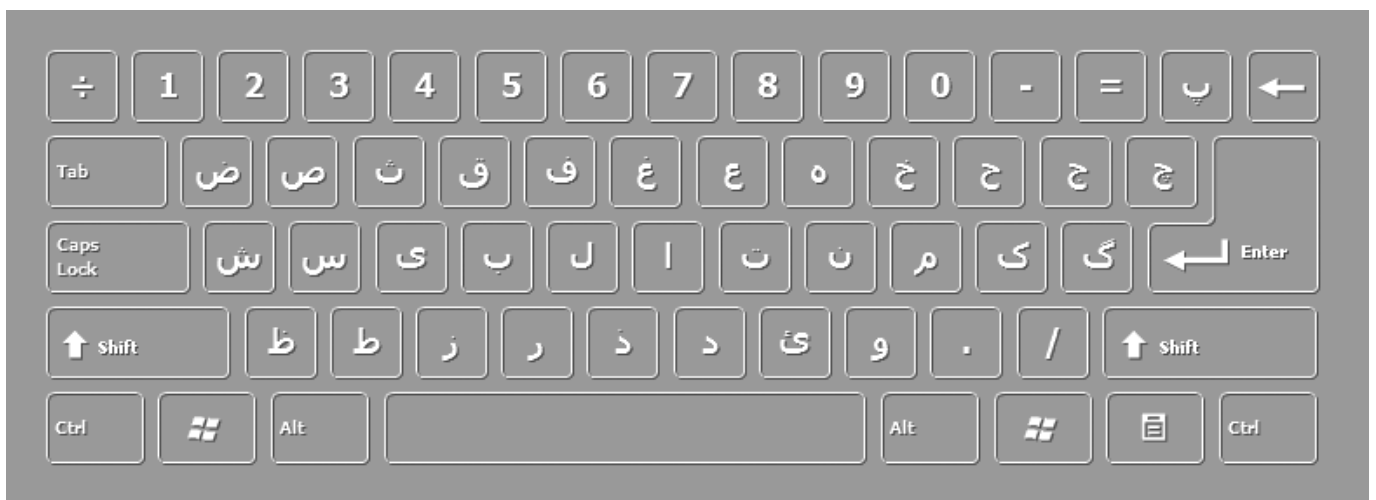 ÷ 1 2 3 4 5 6 7 8 9 0 - = پ
Tab ض ص ث ق ف غ ع ه خ ح ج چ
Caps Lock ش س ی ب ل ا ت ن م ک گ Enter
Shift ظ ط ز ر ذ د ئ و . / Shift
Ctrl Alt Alt Ctrl